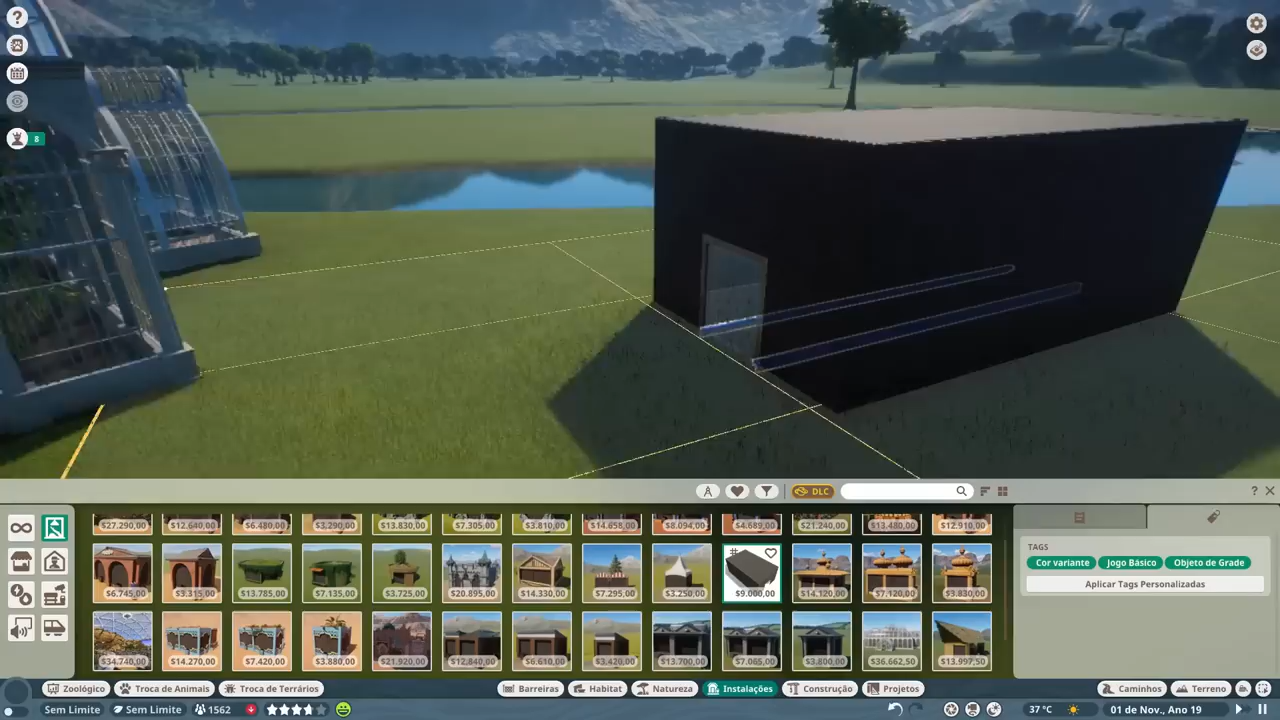 ?
8
DLC
? ×
$27.290,00 $12.640,00 $6.480,00 $3.290,00 $13.830,00 $7.305,00 $3.810,00 $14.658,00 $8.094,00 $4.689,00 $21.240,00 $13.480,00 $12.910,00
$6.745,00 $3.315,00 $13.785,00 $7.135,00 $3.725,00 $20.895,00 $14.330,00 $7.295,00 $3.250,00 $9.000,00 $14.120,00 $7.120,00 $3.830,00
$34.740,00 $14.270,00 $7.420,00 $3.880,00 $21.920,00 $12.840,00 $6.610,00 $3.420,00 $13.700,00 $7.065,00 $3.800,00 $36.662,50 $13.997,50
TAGS
Cor variante Jogo Básico Objeto de Grade
Aplicar Tags Personalizadas
Zoológico Troca de Animais Troca de Terrários Barreiras Habitat Natureza Instalações Construção Projetos Caminhos Terreno
Sem Limite Sem Limite 1562 37 °C 01 de Nov., Ano 19